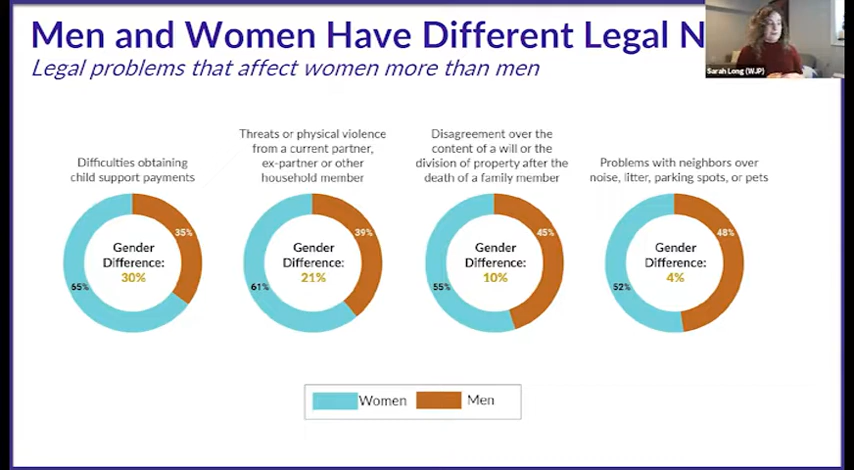 Men and Women Have Different Legal N
Legal problems that affect women more than men
Sarah Long (WJP)
Difficulties obtaining
child support payments
Threats or physical violence
from a current partner,
ex-partner or other
household member
Disagreement over the
content of a will or the
division of property after the
death of a family member
Problems with neighbors over
noise, litter, parking spots, or pets
35%
Gender
Difference:
30%
65%
39%
Gender
Difference:
21%
61%
45%
Gender
Difference:
10%
55%
48%
Gender
Difference:
4%
52%
Women Men